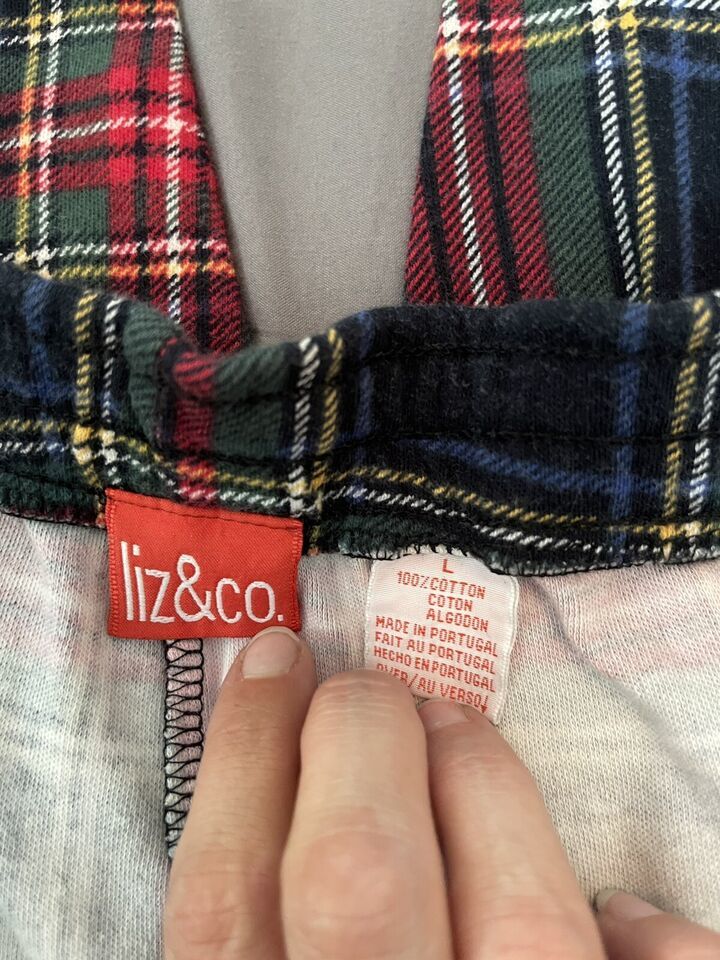 liz&co.
L
100%COTTON
COTON
ALGODON
MADE IN PORTUGAL
FAIT AU PORTUGAL
HECHO EN PORTUGAL
OVER/AU VERSO↓